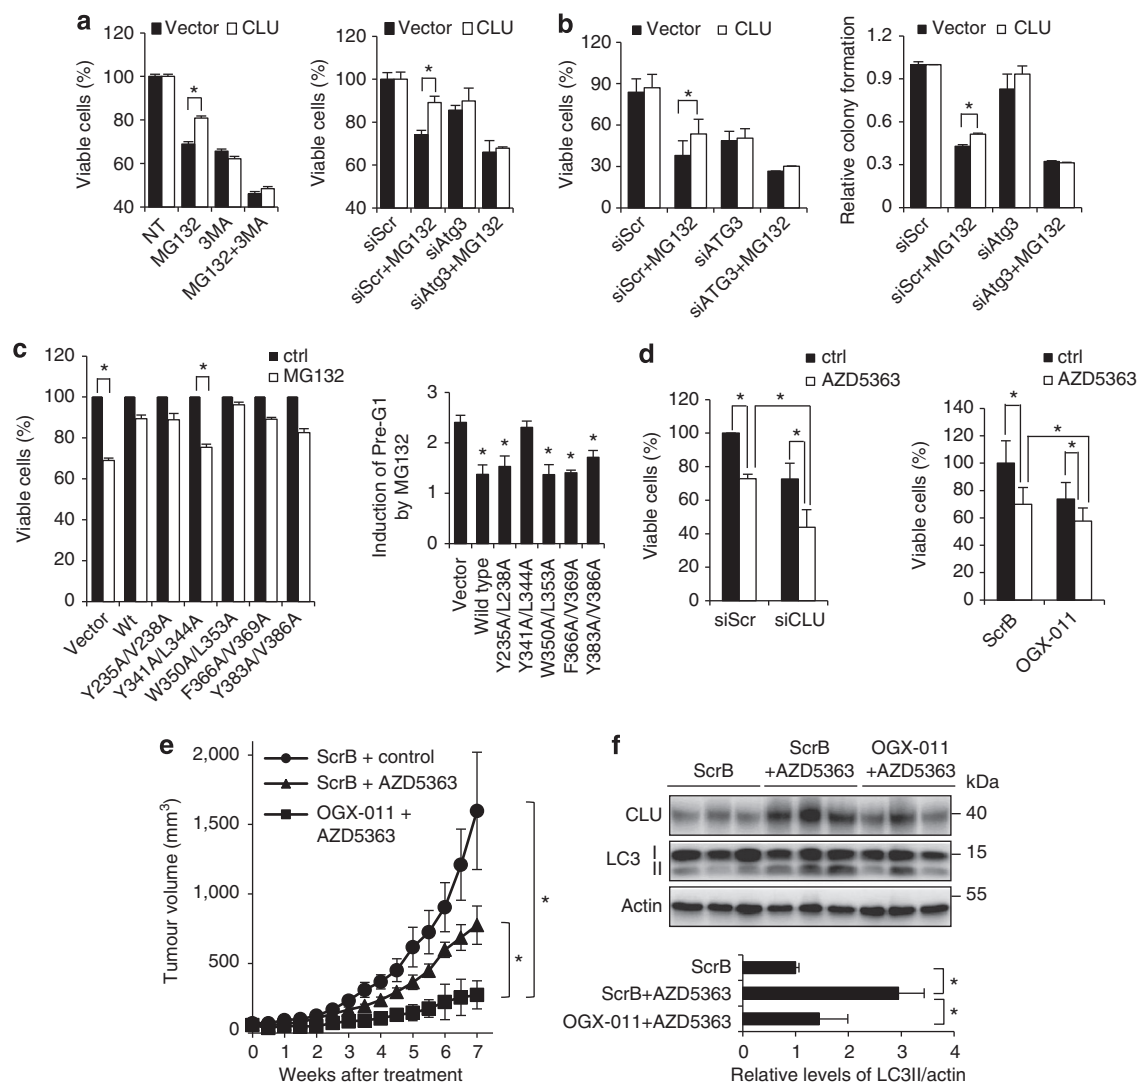 a
Vector CLU
Viable cells (%)
120
100
80
60
40
NT
MG132
3MA
MG132+3MA
Vector CLU
Viable cells (%)
120
100
80
60
40
siScr
siScr+MG132
siAtg3
siAtg3+MG132
b
Vector CLU
Viable cells (%)
120
90
60
30
0
siScr
siScr+MG132
siATG3
siATG3+MG132
Vector CLU
Relative colony formation
1.2
0.9
0.6
0.3
0
siScr
siScr+MG132
siAtg3
siAtg3+MG132
* * * *
c
ctrl
MG132
Viable cells (%)
120
100
80
60
40
20
0
* *
Vector
Wt
Y235A/V238A
Y341A/L344A
W350A/L353A
F366A/V369A
Y383A/V386A
Induction of Pre-G1
by MG132
3
2
1
0
* * * * *
Vector
Wild type
Y235A/L238A
Y341A/L344A
W350A/L353A
F366A/V369A
Y383A/V386A
d
ctrl
AZD5363
Viable cells (%)
120
100
80
60
40
20
0
* * *
siScr siCLU
ctrl
AZD5363
Viable cells (%)
140
120
100
80
60
40
20
0
* * *
ScrB
OGX-011
e
ScrB + control
ScrB + AZD5363
OGX-011 +
AZD5363
Tumour volume (mm³)
2,000
1,500
1,000
500
0
* *
0 1 2 3 4 5 6 7
Weeks after treatment
f
ScrB
ScrB
+AZD5363
OGX-011
+AZD5363
kDa
CLU
40
LC3 I
II
15
Actin
55
ScrB
ScrB+AZD5363
OGX-011+AZD5363
*
*
0 1 2 3 4
Relative levels of LC3II/actin